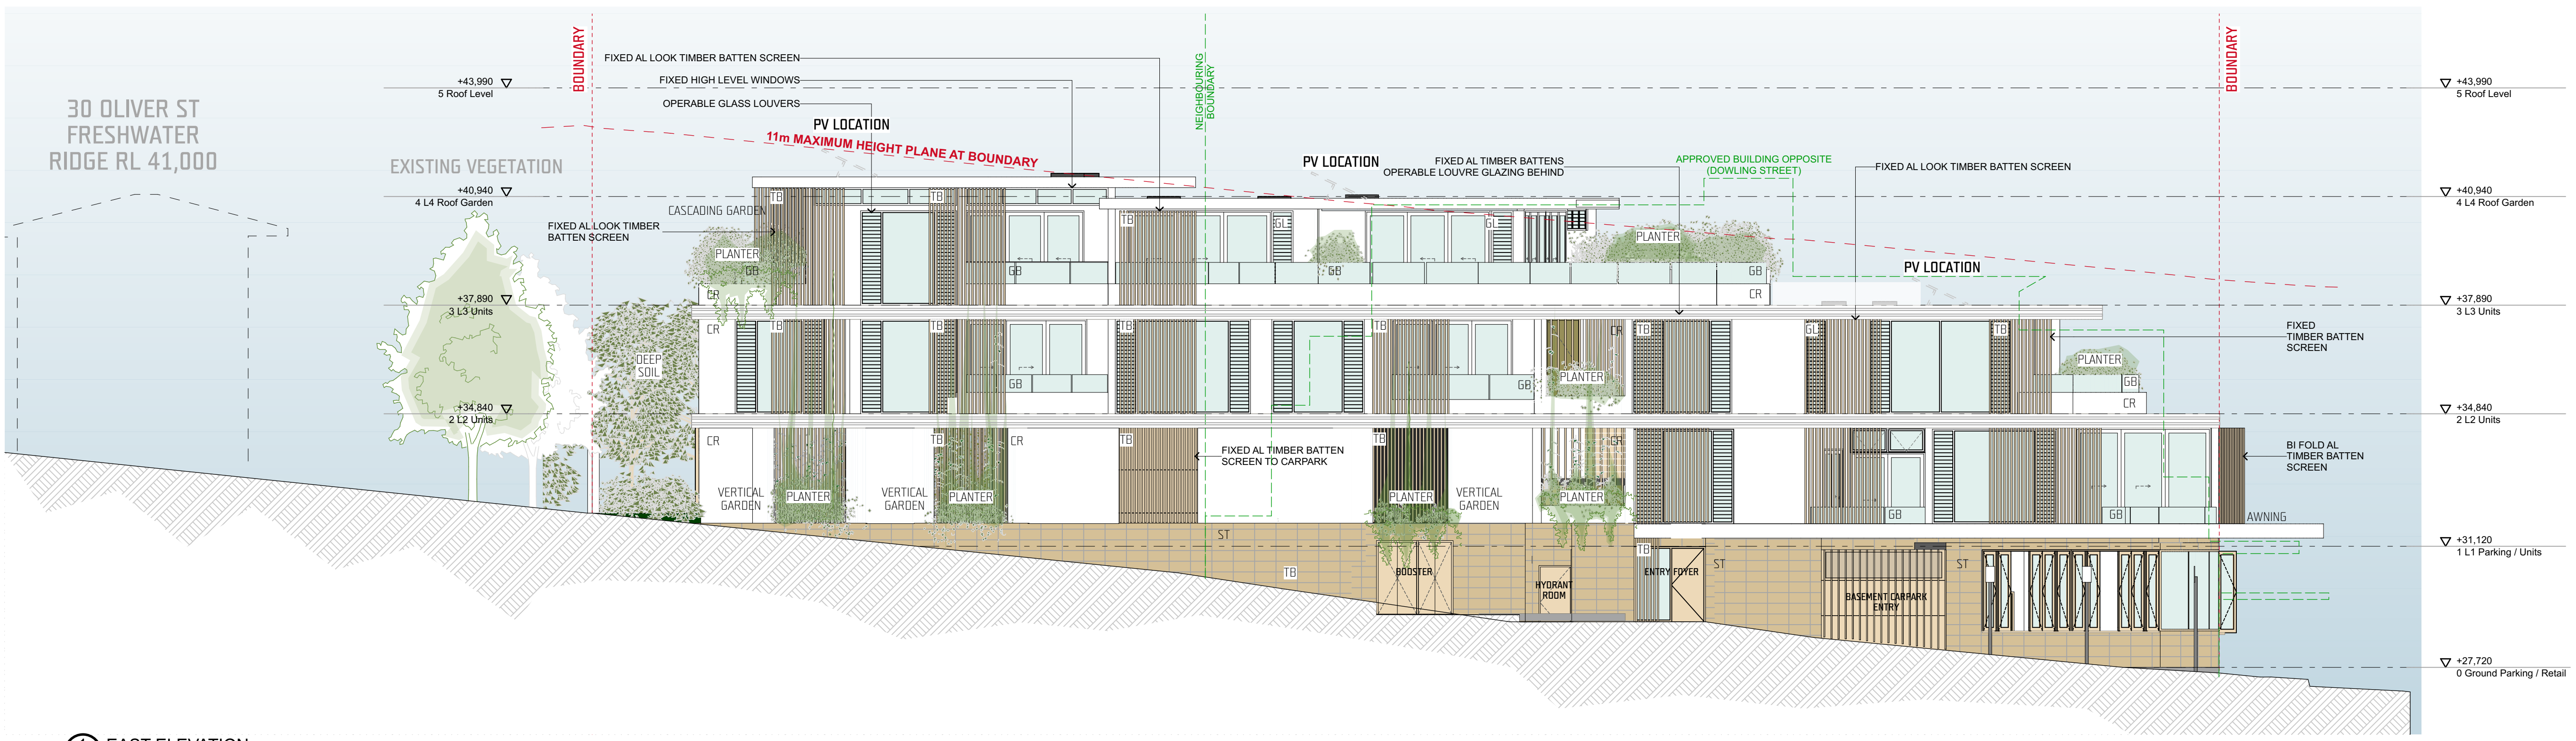 30 OLIVER ST
FRESHWATER
RIDGE RL 41,000
EXISTING VEGETATION
BOUNDARY
+43,990
5 Roof Level
+40,940
4 L4 Roof Garden
+37,890
3 L3 Units
+34,840
2 L2 Units
FIXED AL LOOK TIMBER BATTEN SCREEN
FIXED HIGH LEVEL WINDOWS
OPERABLE GLASS LOUVERS
PV LOCATION
11m MAXIMUM HEIGHT PLANE AT BOUNDARY
NEIGHBOURING
BOUNDARY
PV LOCATION
FIXED AL TIMBER BATTENS
OPERABLE LOUVRE GLAZING BEHIND
APPROVED BUILDING OPPOSITE
(DOWLING STREET)
FIXED AL LOOK TIMBER BATTEN SCREEN
PV LOCATION
BOUNDARY
+43,990
5 Roof Level
+40,940
4 L4 Roof Garden
+37,890
3 L3 Units
+34,840
2 L2 Units
+31,120
1 L1 Parking / Units
+27,720
0 Ground Parking / Retail
CASCADING GARDEN
FIXED AL LOOK TIMBER
BATTEN SCREEN
PLANTER
GB
CR
TB
TB
GB
TB
GL
GB
GL
PLANTER
GB
CR
DEEP
SOIL
CR
TB
TB
GB
TB
TB
GB
CR
PLANTER
TB
GL
TB
PLANTER
GB
CR
FIXED
TIMBER BATTEN
SCREEN
CR
VERTICAL
GARDEN
PLANTER
VERTICAL
GARDEN
TB
PLANTER
CR
TB
FIXED AL TIMBER BATTEN
SCREEN TO CARPARK
TB
PLANTER
VERTICAL
GARDEN
CR
PLANTER
GB
GB
BI FOLD AL
TIMBER BATTEN
SCREEN
AWNING
ST
TB
BOOSTER
HYDRANT
ROOM
TB
ENTRY FOYER
ST
BASEMENT CARPARK
ENTRY
ST
EAST ELEVATION